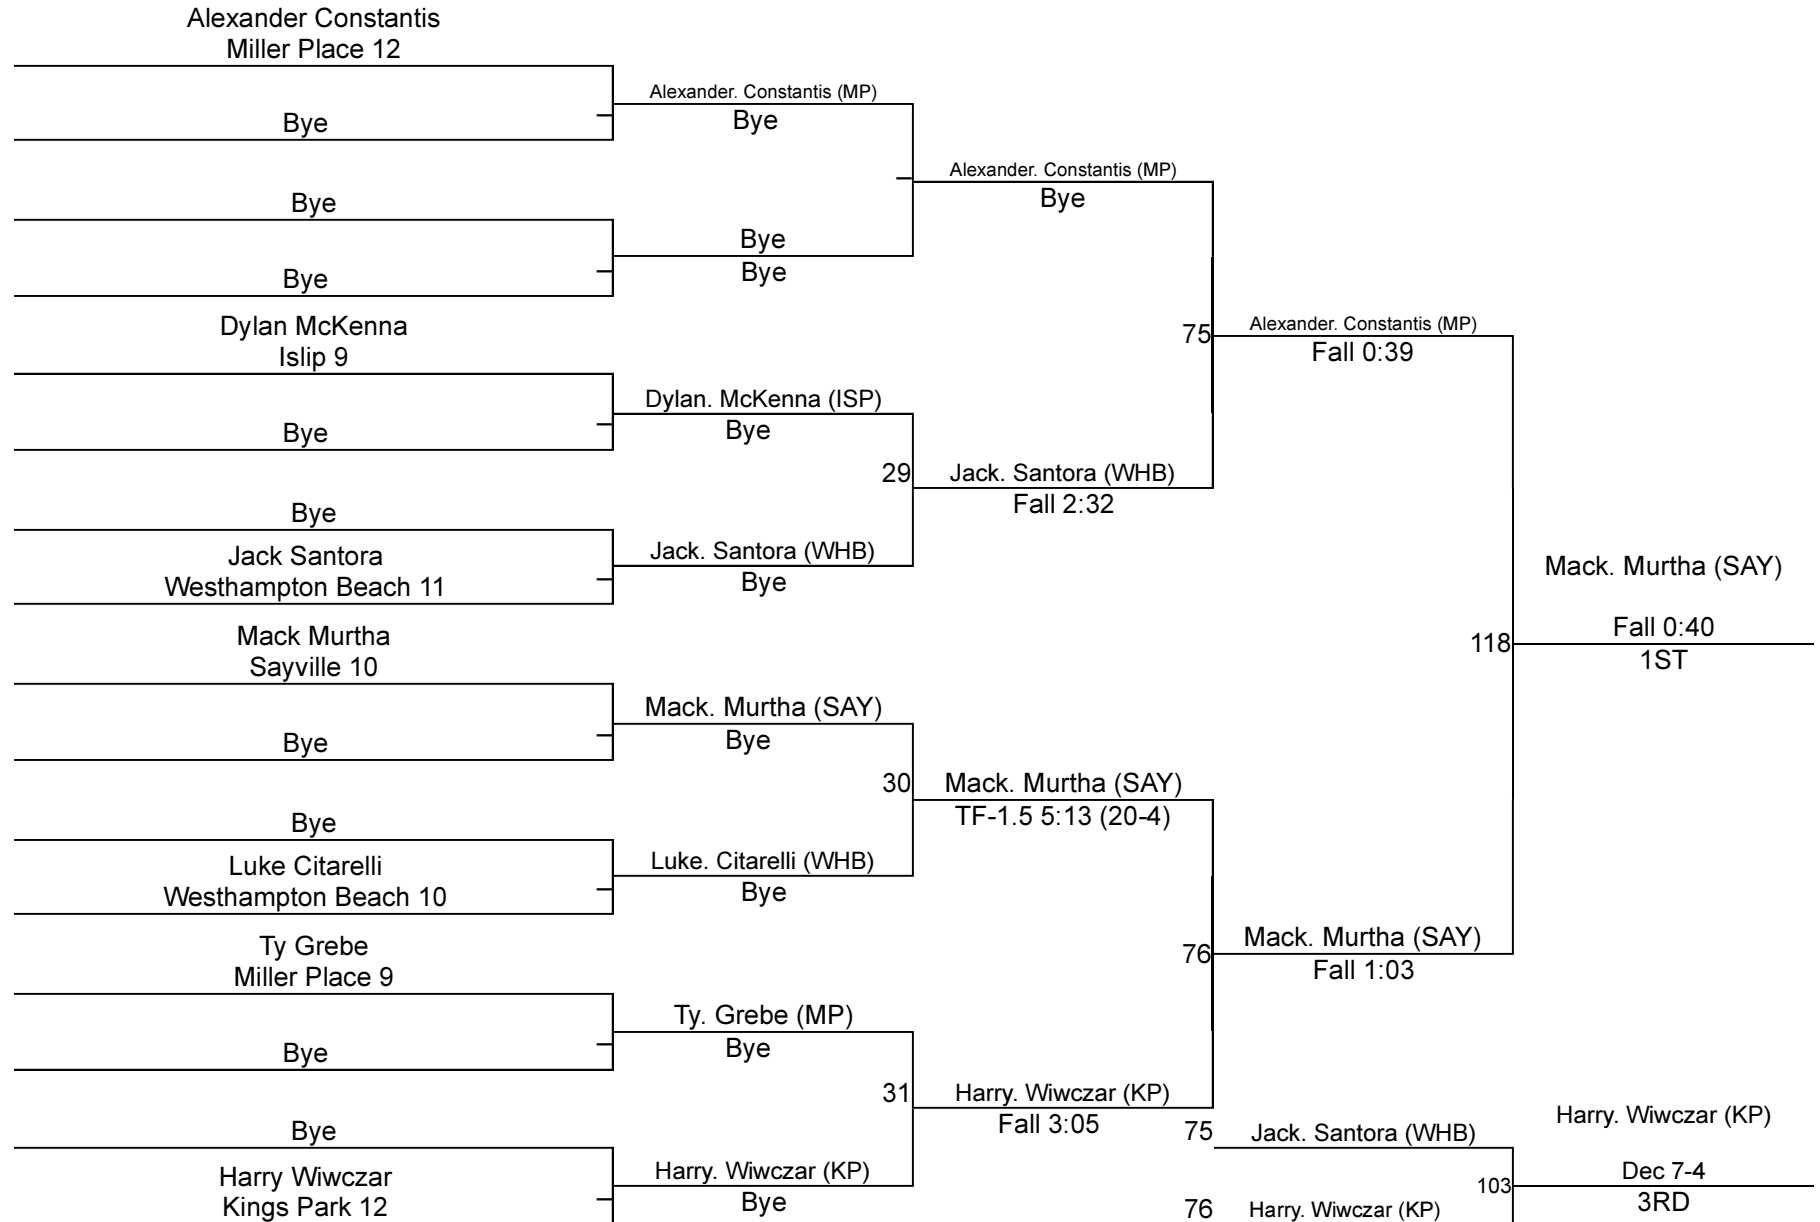 Alexander Constantis
Miller Place 12
Bye
Bye
Bye
Dylan McKenna
Islip 9
Bye
Bye
Jack Santora
Westhampton Beach 11
Mack Murtha
Sayville 10
Bye
Bye
Luke Citarelli
Westhampton Beach 10
Ty Grebe
Miller Place 9
Bye
Bye
Harry Wiwczar
Kings Park 12
Alexander. Constantis (MP)
Bye
Bye
Bye
Dylan. McKenna (ISP)
Bye
29
Jack. Santora (WHB)
Bye
Mack. Murtha (SAY)
Bye
30
Luke. Citarelli (WHB)
Bye
Ty. Grebe (MP)
Bye
31
Harry. Wiwczar (KP)
Bye
Alexander. Constantis (MP)
Bye
75
Jack. Santora (WHB)
Fall 2:32
Mack. Murtha (SAY)
TF-1.5 5:13 (20-4)
76
Harry. Wiwczar (KP)
Fall 3:05
Alexander. Constantis (MP)
Fall 0:39
118
Mack. Murtha (SAY)
Fall 1:03
Mack. Murtha (SAY)
Fall 0:40
1ST
75 Jack. Santora (WHB)
103
76 Harry. Wiwczar (KP)
Harry. Wiwczar (KP)
Dec 7-4
3RD